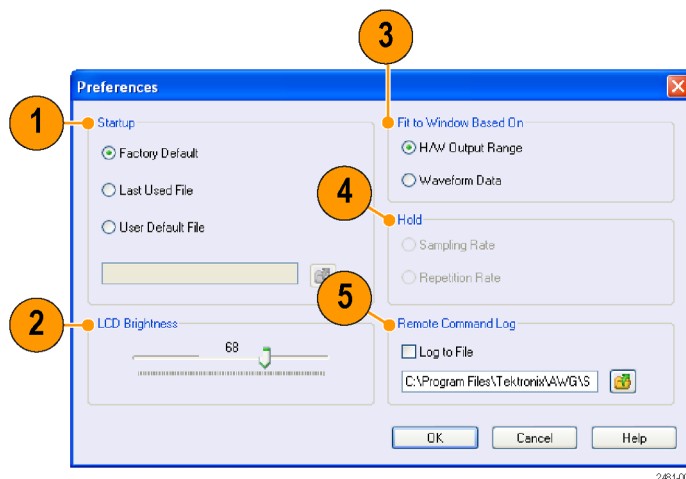 3
Preferences
1
Startup
Factory Default
Last Used File
User Default File
Fit to Window Based On
H/W Output Range
Waveform Data
4
Hold
Sampling Rate
Repetition Rate
2
LCD Brightness
68
5
Remote Command Log
Log to File
C:\Program Files\Tektronix\AWG\S
OK
Cancel
Help